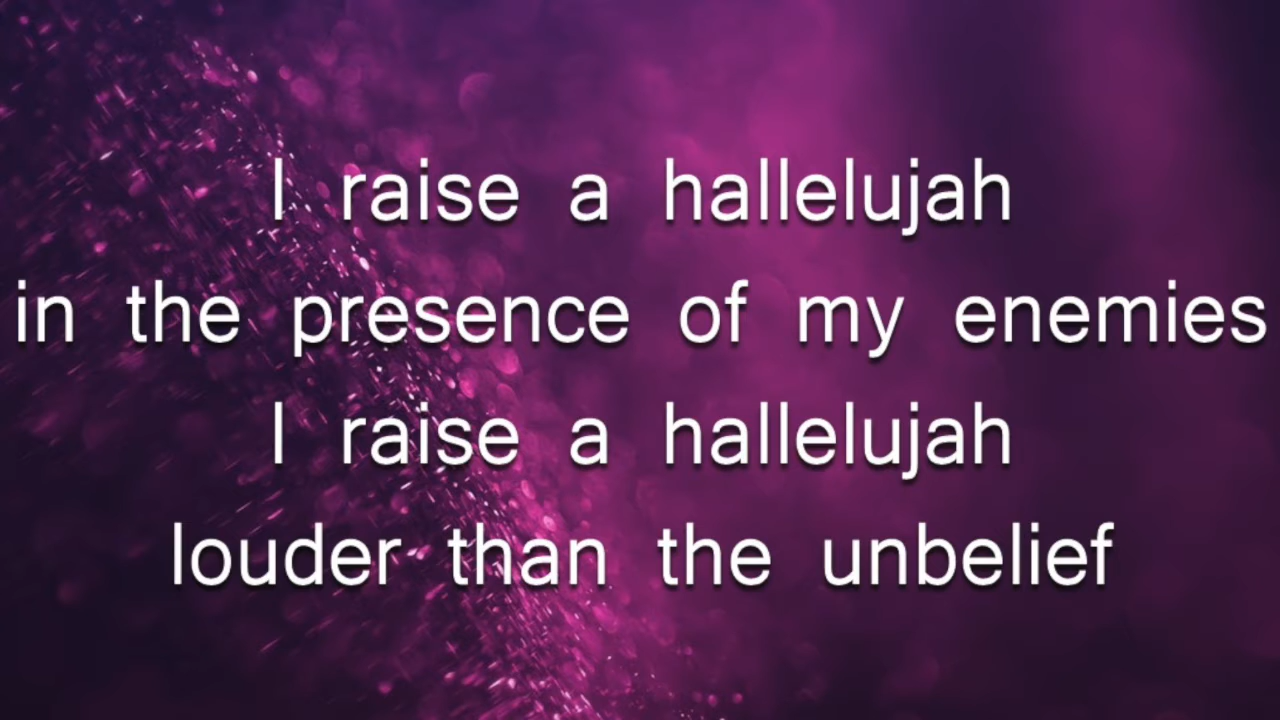 I raise a hallelujah
in the presence of my enemies
I raise a hallelujah
louder than the unbelief